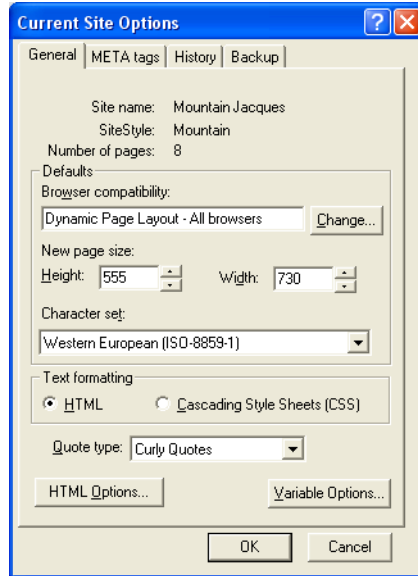 Current Site Options
General META tags History Backup
Site name: Mountain Jacques
SiteStyle: Mountain
Number of pages: 8
Defaults
Browser compatibility:
Dynamic Page Layout - All browsers Change...
New page size:
Height: 555 Width: 730
Character set:
Western European (ISO-8859-1)
Text formatting
HTML Cascading Style Sheets (CSS)
Quote type: Curly Quotes
HTML Options... Variable Options...
OK Cancel